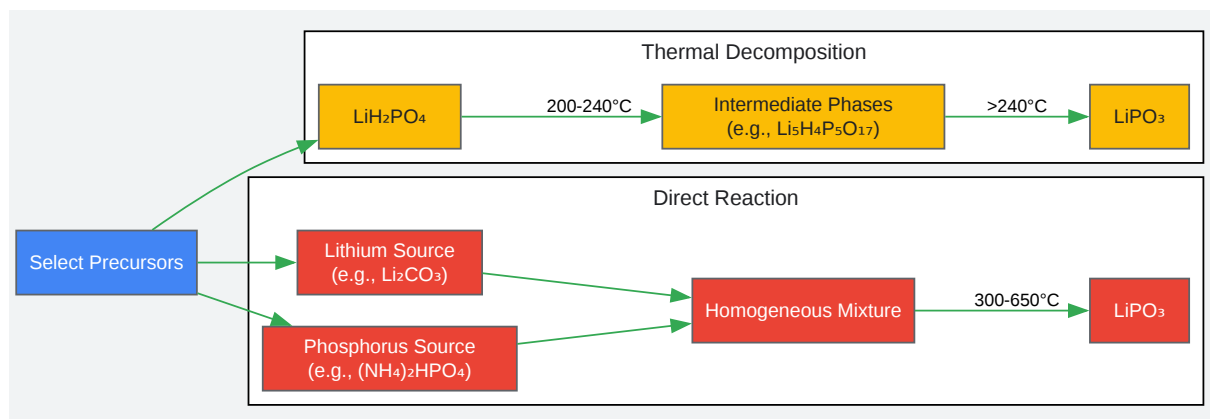 Thermal Decomposition
LiH₂PO₄
200-240°C
Intermediate Phases
(e.g., Li₅H₄P₅O₁₇)
>240°C
LiPO₃
Direct Reaction
Select Precursors
Lithium Source
(e.g., Li₂CO₃)
Phosphorus Source
(e.g., (NH₄)₂HPO₄)
Homogeneous Mixture
300-650°C
LiPO₃